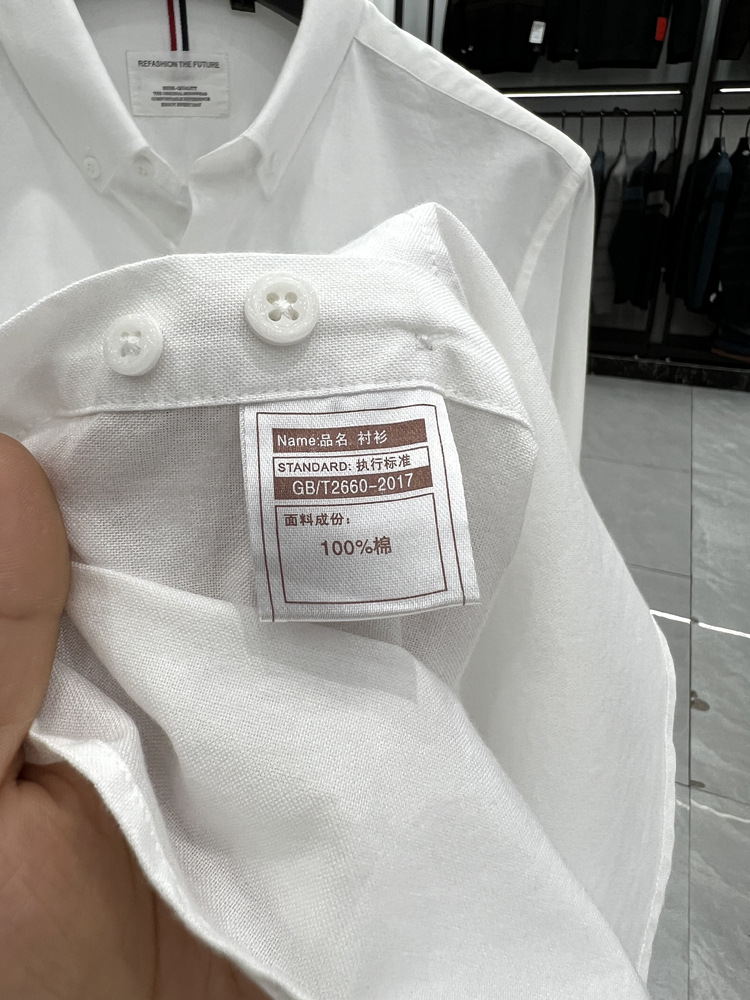 REFASHION THE FUTURE
Name:品名 衬衫
STANDARD: 执行标准
GB/T2660-2017
面料成份:
100%棉